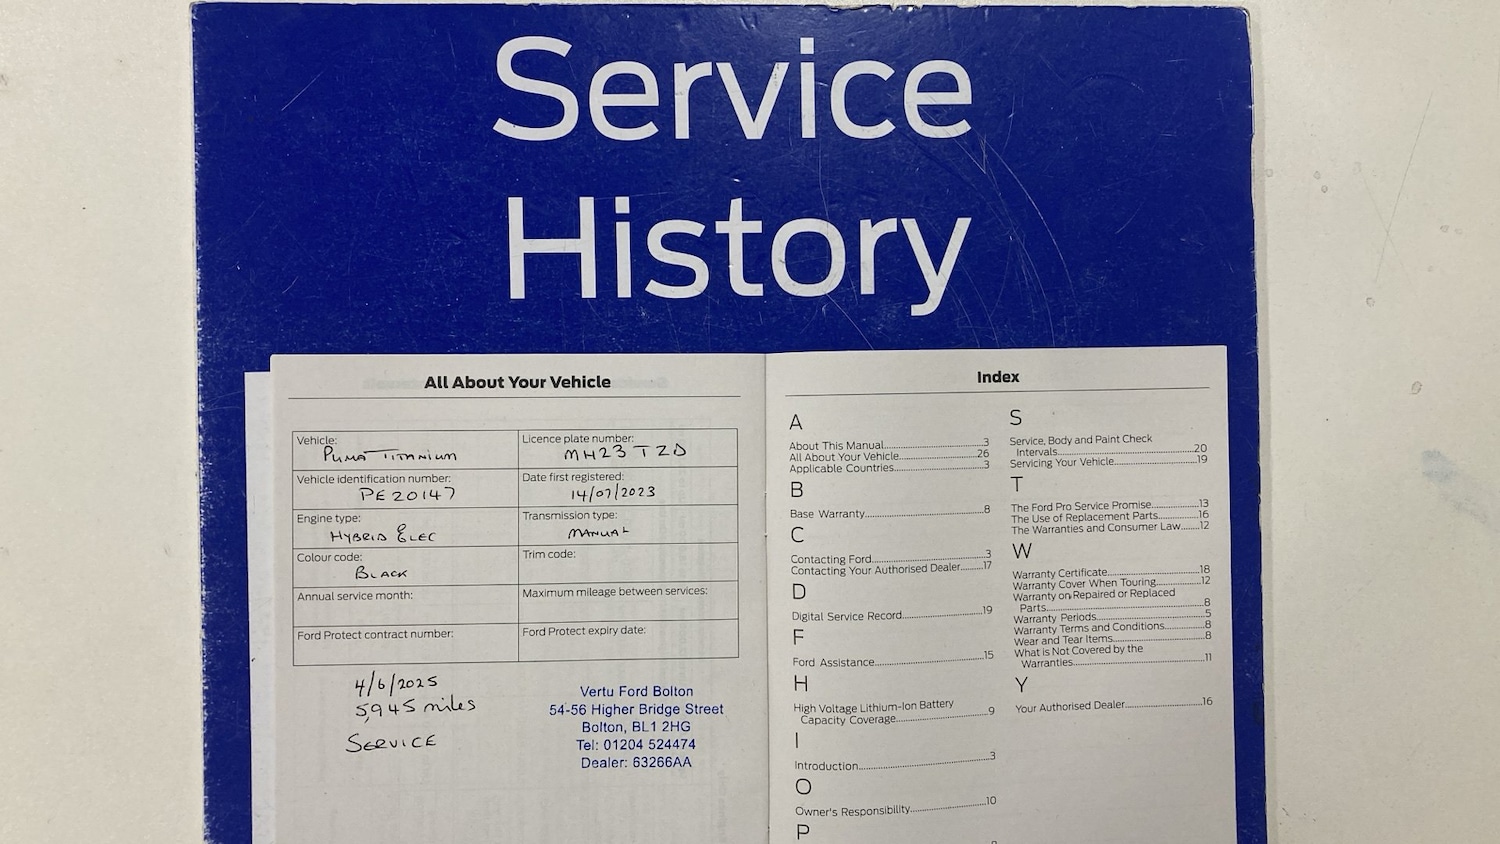 Service
History
All About Your Vehicle
Vehicle:
PUMA TITANIUM
Licence plate number:
MH23 TZD
Vehicle identification number:
PE20147
Date first registered:
14/07/2023
Engine type:
HYBRID ELEC
Transmission type:
MANUAL
Colour code:
BLACK
Trim code:
Annual service month:
Maximum mileage between services:
Ford Protect contract number:
Ford Protect expiry date:
4/6/2025
5,945 miles
SERVICE
Vertu Ford Bolton
54-56 Higher Bridge Street
Bolton, BL1 2HG
Tel: 01204 524474
Dealer: 63266AA
Index
A
About This Manual...3
All About Your Vehicle...26
Applicable Countries...3
B
Base Warranty...8
C
Contacting Ford...3
Contacting Your Authorised Dealer...17
D
Digital Service Record...19
F
Ford Assistance...15
H
High Voltage Lithium-Ion Battery
Capacity Coverage...9
I
Introduction...3
O
Owner's Responsibility...10
P
S
Service, Body and Paint Check
Intervals...20
Servicing Your Vehicle...19
T
The Ford Pro Service Promise...13
The Use of Replacement Parts...16
The Warranties and Consumer Law...12
W
Warranty Certificate...18
Warranty Cover When Touring...12
Warranty on Repaired or Replaced
Parts...8
Warranty Periods...5
Warranty Terms and Conditions...8
Wear and Tear Items...8
What is Not Covered by the
Warranties...11
Y
Your Authorised Dealer...16